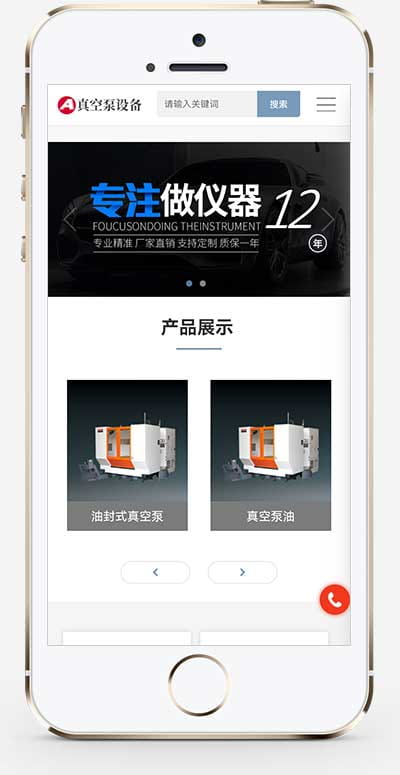 A 真空泵设备
请输入关键词
搜索
专注做仪器12年
FOUCUSONDOING THEINSTRUMENT
专业精准 厂家直销 支持定制 质保一年
产品展示
油封式真空泵
真空泵油